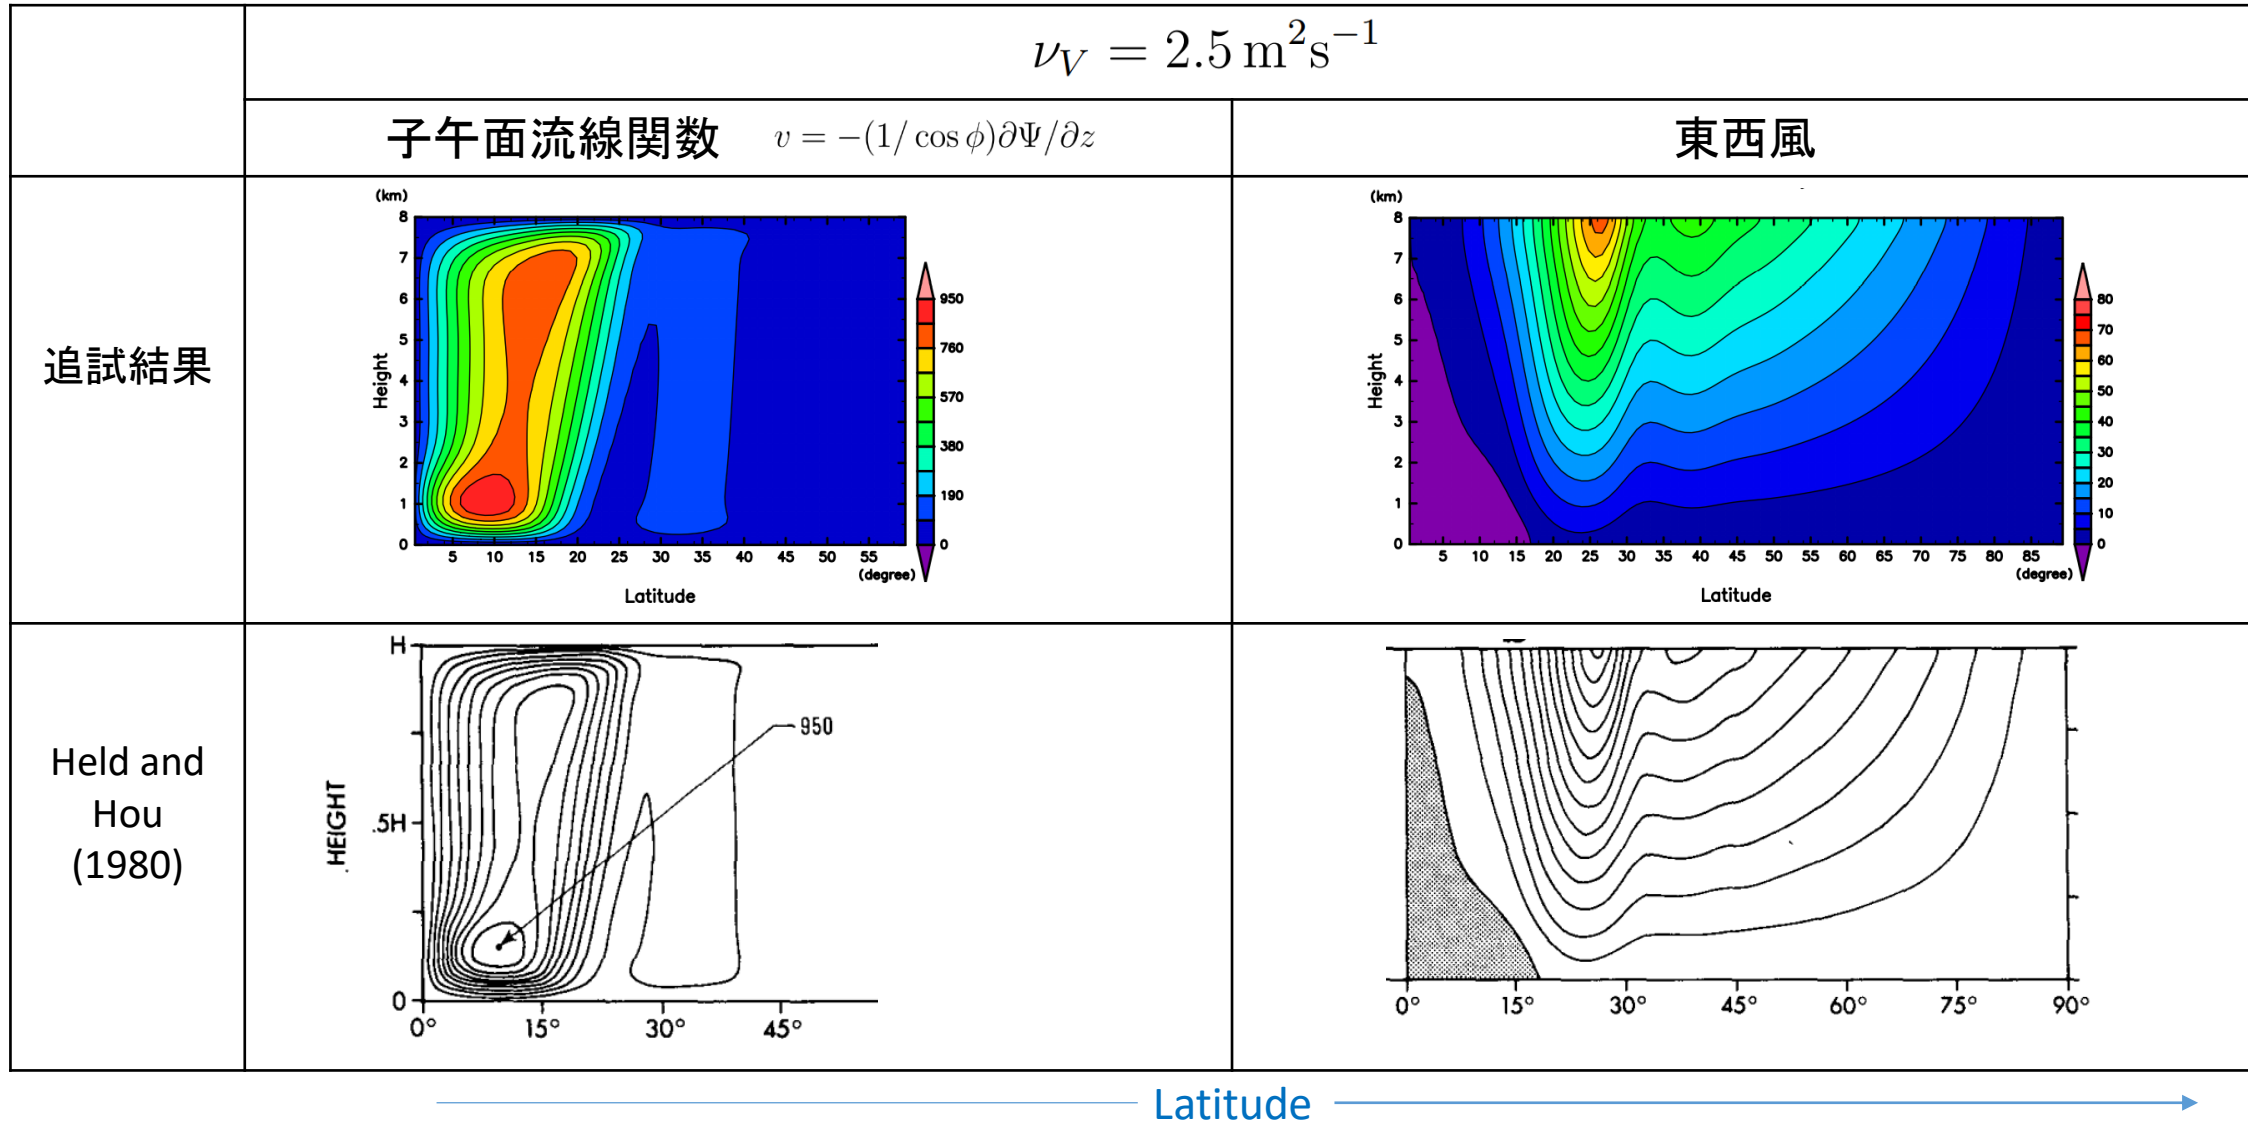 ν_V = 2.5 m²s⁻¹
子午面流線関数 v = −(1/ cos ϕ)∂Ψ/∂z
東西風
追試結果
(km)
8
7
6
5
4
3
2
1
0
Height
5 10 15 20 25 30 35 40 45 50 55
(degree)
Latitude
950
760
570
380
190
0
(km)
8
7
6
5
4
3
2
1
0
Height
5 10 15 20 25 30 35 40 45 50 55 60 65 70 75 80 85
(degree)
Latitude
80
70
60
50
40
30
20
10
0
Held and
Hou
(1980)
H
.5H
0
HEIGHT
950
0° 15° 30° 45°
0° 15° 30° 45° 60° 75° 90°
Latitude